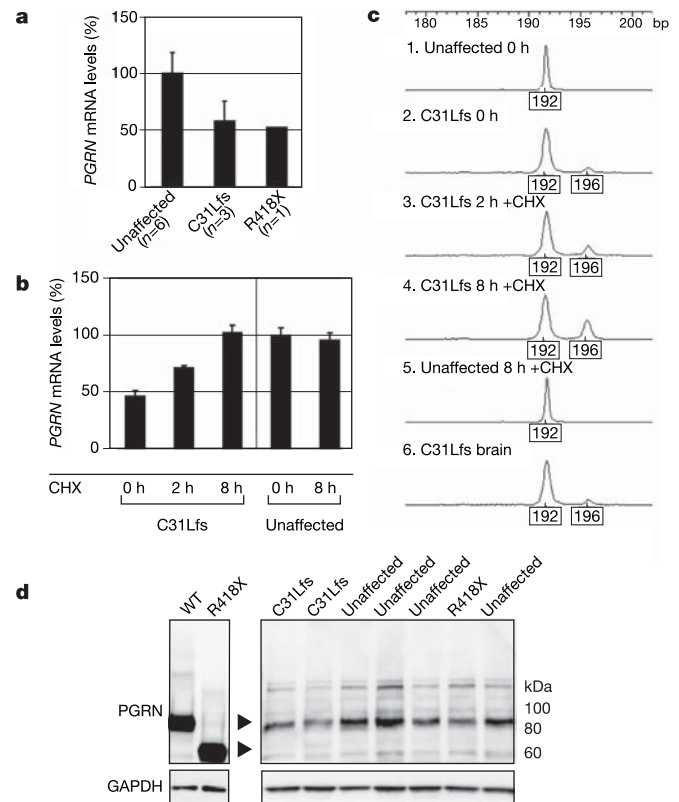 a
PGRN mRNA levels (%)
150
100
50
0
Unaffected
(n=6)
C31Lfs
(n=3)
R418X
(n=1)
b
PGRN mRNA levels (%)
150
100
50
0
CHX 0 h 2 h 8 h 0 h 8 h
C31Lfs Unaffected
c
180 185 190 195 200 bp
1. Unaffected 0 h
192
2. C31Lfs 0 h
192 196
3. C31Lfs 2 h +CHX
192 196
4. C31Lfs 8 h +CHX
192 196
5. Unaffected 8 h +CHX
192
6. C31Lfs brain
192 196
d
WT R418X C31Lfs C31Lfs Unaffected Unaffected Unaffected R418X Unaffected
kDa
PGRN
100
80
60
GAPDH